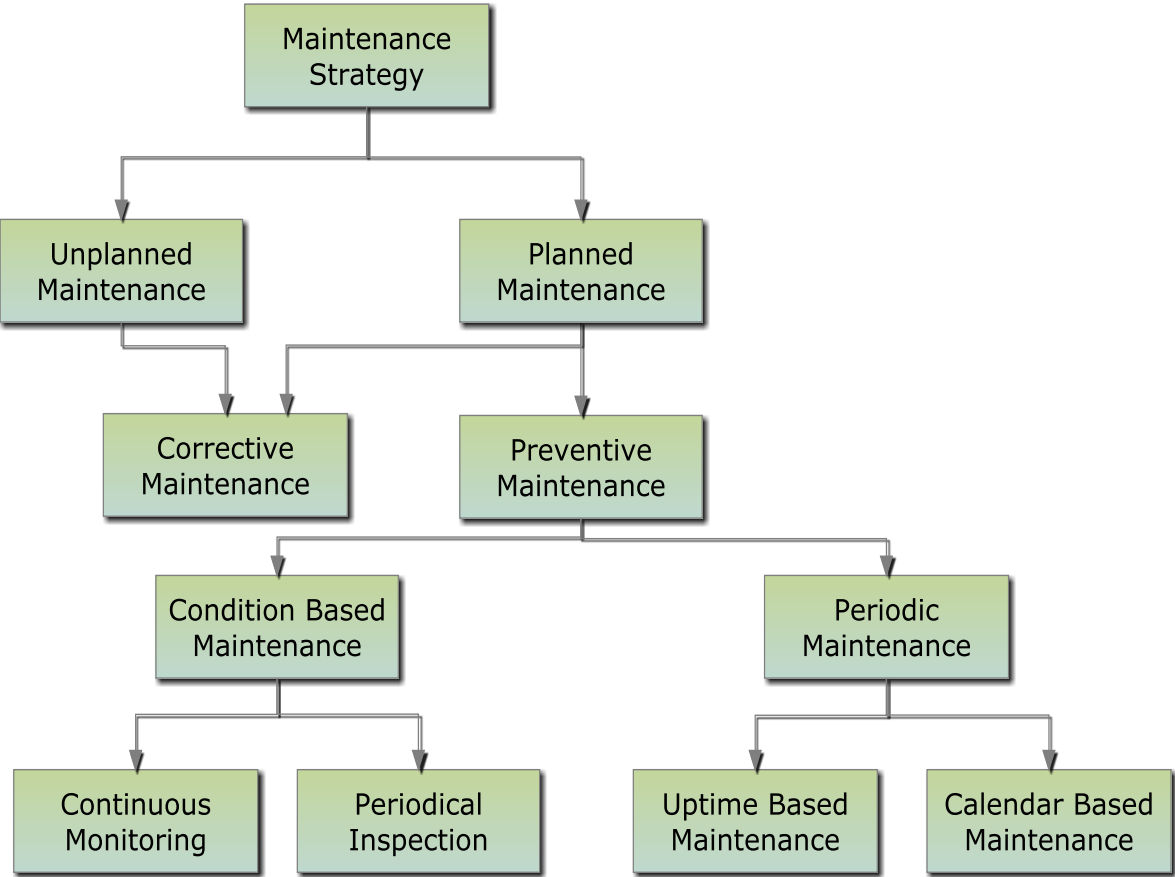 Maintenance
Strategy
Unplanned
Maintenance
Planned
Maintenance
Corrective
Maintenance
Preventive
Maintenance
Condition Based
Maintenance
Periodic
Maintenance
Continuous
Monitoring
Periodical
Inspection
Uptime Based
Maintenance
Calendar Based
Maintenance